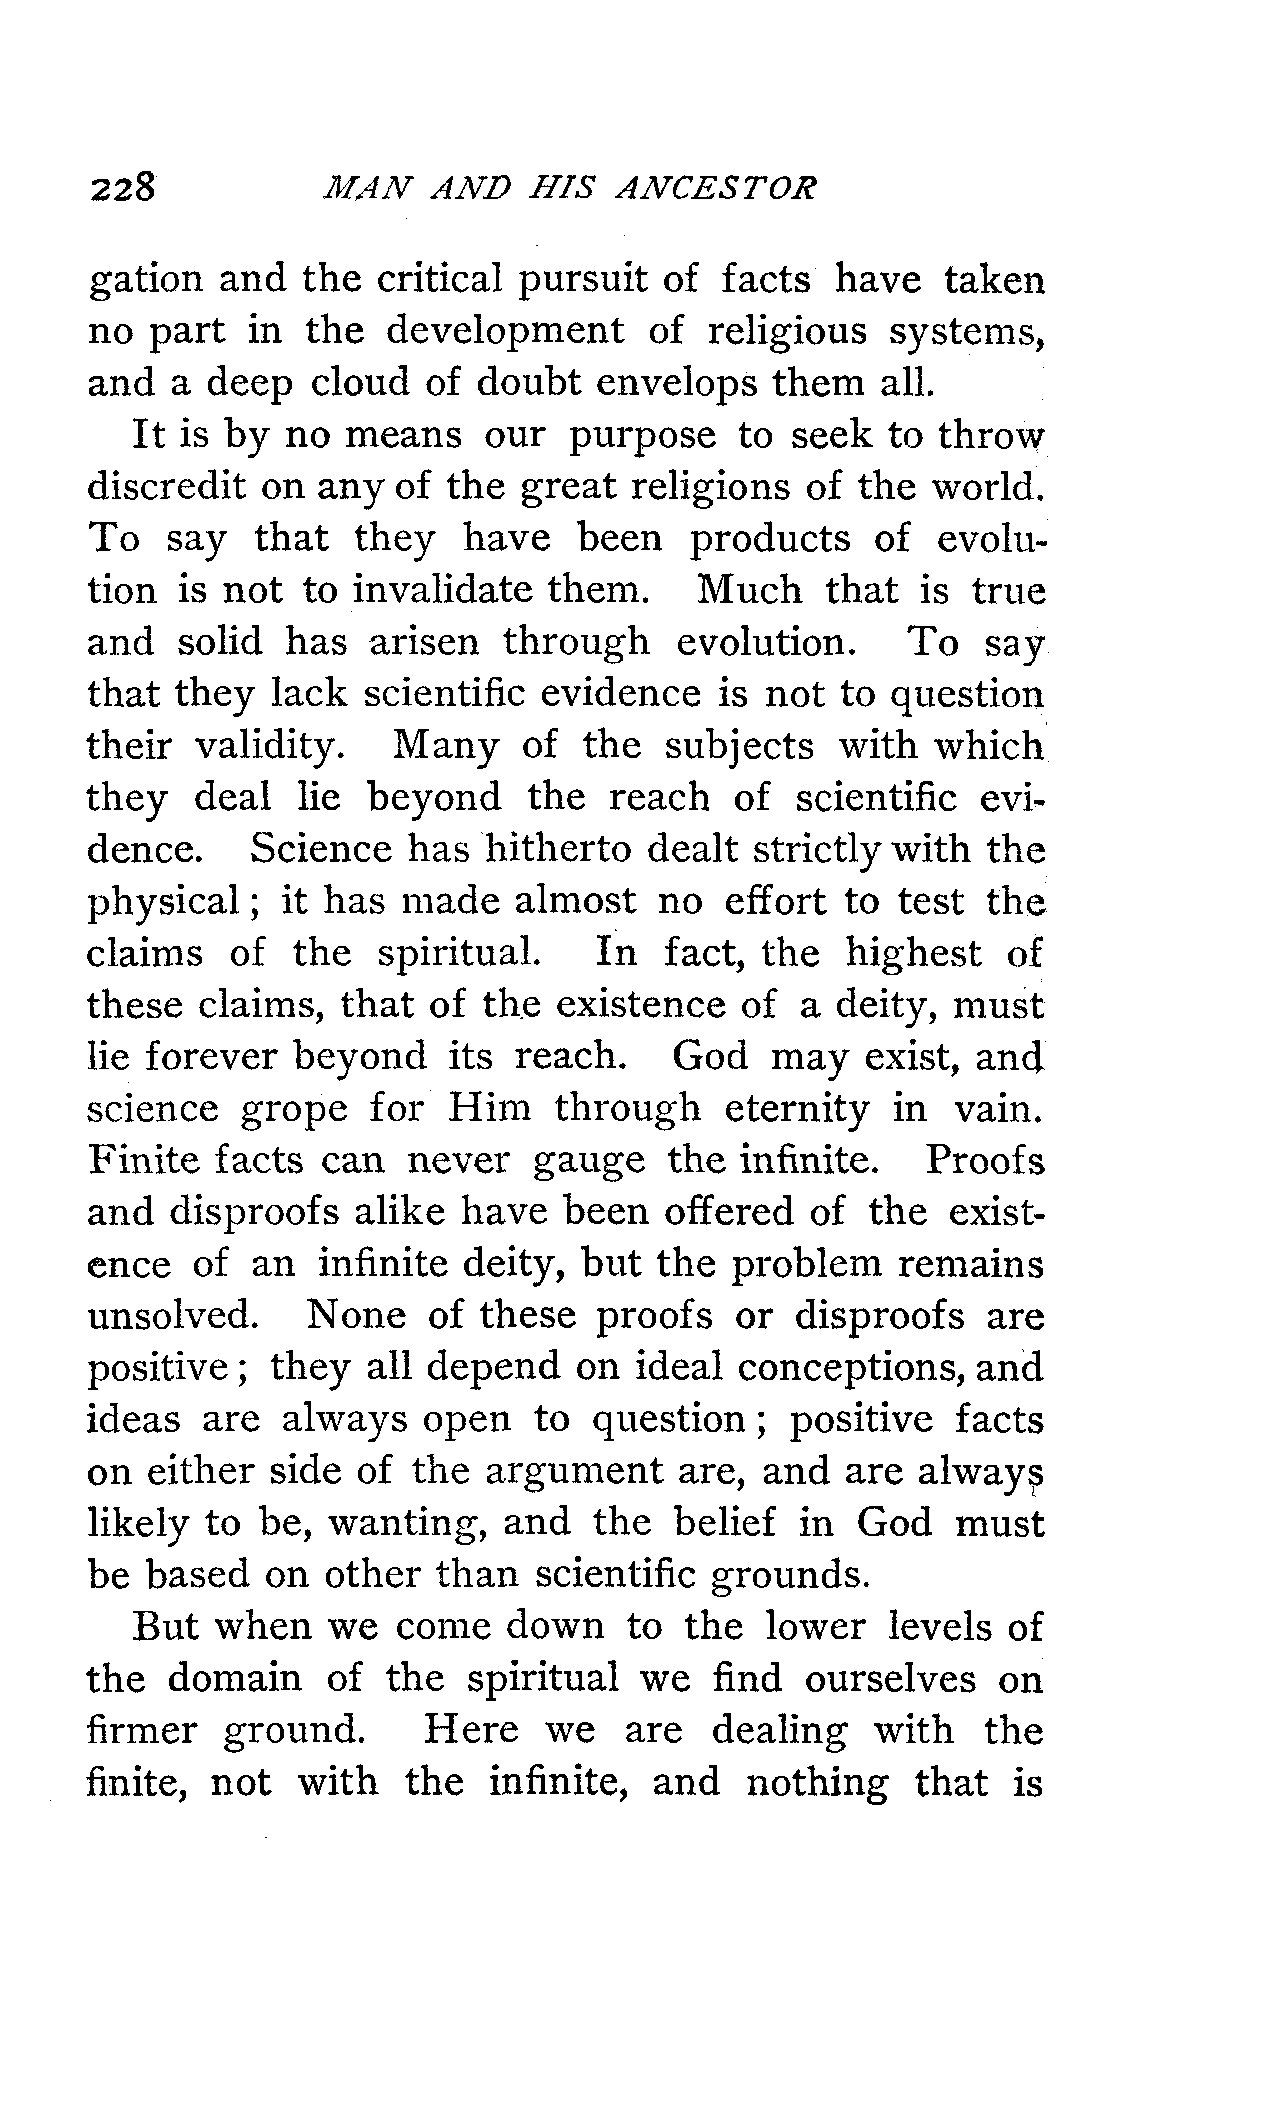 228 MAN AND HIS ANCESTOR
gation and the critical pursuit of facts have taken
no part in the development of religious systems,
and a deep cloud of doubt envelops them all.
It is by no means our purpose to seek to throw
discredit on any of the great religions of the world.
To say that they have been products of evolu-
tion is not to invalidate them. Much that is true
and solid has arisen through evolution. To say
that they lack scientific evidence is not to question
their validity. Many of the subjects with which
they deal lie beyond the reach of scientific evi-
dence. Science has hitherto dealt strictly with the
physical ; it has made almost no effort to test the
claims of the spiritual. In fact, the highest of
these claims, that of the existence of a deity, must
lie forever beyond its reach. God may exist, and
science grope for Him through eternity in vain.
Finite facts can never gauge the infinite. Proofs
and disproofs alike have been offered of the exist-
ence of an infinite deity, but the problem remains
unsolved. None of these proofs or disproofs are
positive ; they all depend on ideal conceptions, and
ideas are always open to question ; positive facts
on either side of the argument are, and are always
likely to be, wanting, and the belief in God must
be based on other than scientific grounds.
But when we come down to the lower levels of
the domain of the spiritual we find ourselves on
firmer ground. Here we are dealing with the
finite, not with the infinite, and nothing that is